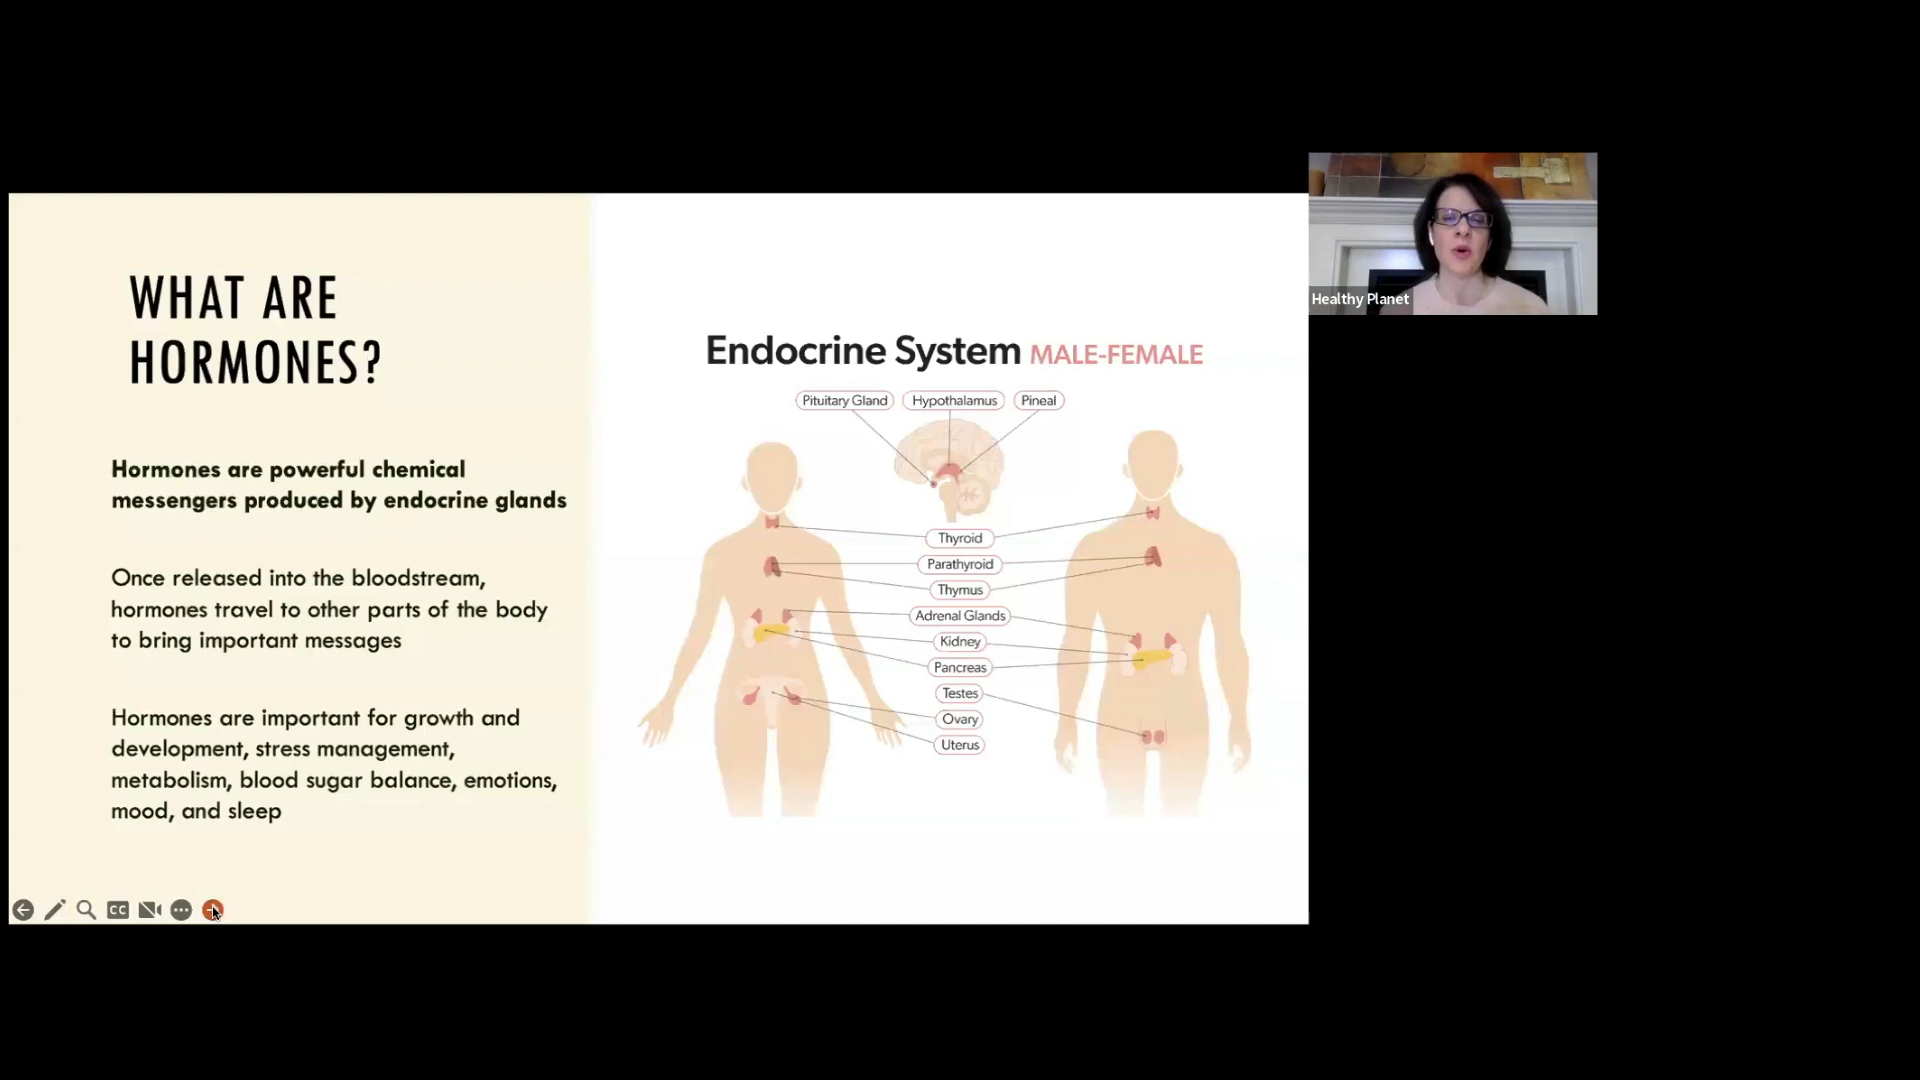 WHAT ARE
HORMONES?
Hormones are powerful chemical
messengers produced by endocrine glands
Once released into the bloodstream,
hormones travel to other parts of the body
to bring important messages
Hormones are important for growth and
development, stress management,
metabolism, blood sugar balance, emotions,
mood, and sleep
CC
Endocrine System MALE-FEMALE
Pituitary Gland Hypothalamus Pineal
Thyroid
Parathyroid
Thymus
Adrenal Glands
Kidney
Pancreas
Testes
Ovary
Uterus
Healthy Planet